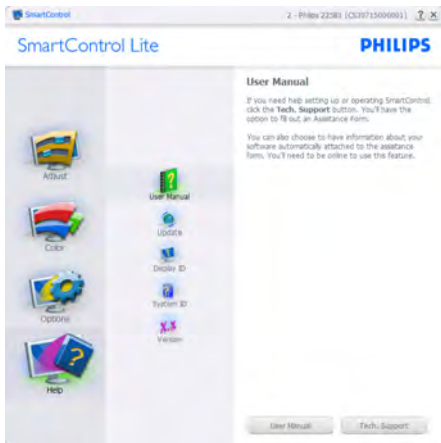 SmartControl
2 - Philips 223B3 (CS30715000001)
? X
SmartControl Lite
PHILIPS
User Manual
If you need help setting up or operating SmartControl,
click the Tech. Support button. You'll have the
option to fill out an Assistance Form.
You can also choose to have information about your
software automatically attached to the assistance
form. You'll need to be online to use this feature.
Adjust
User Manual
Update
Color
Display ID
System ID
Options
X.X
Version
Help
User Manual
Tech. Support